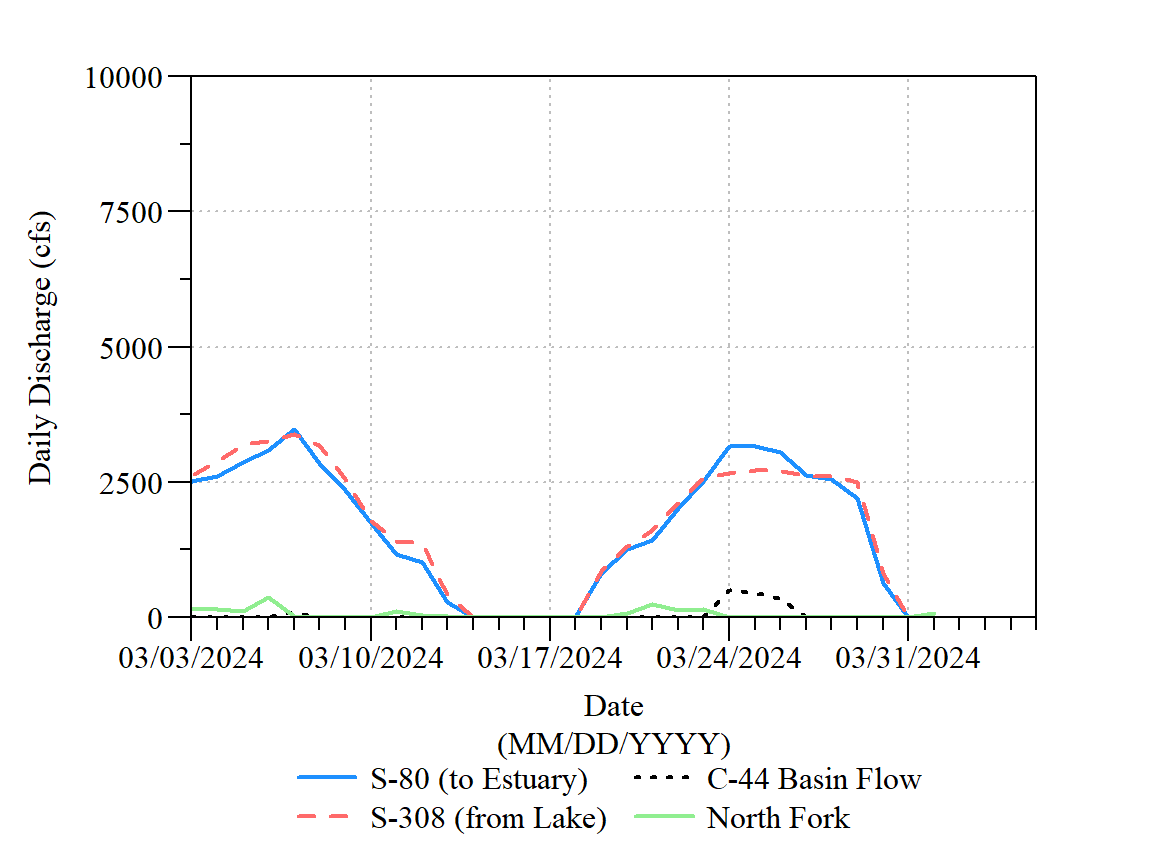 10000
7500
5000
2500
0
Daily Discharge (cfs)
03/03/2024 03/10/2024 03/17/2024 03/24/2024 03/31/2024
Date
(MM/DD/YYYY)
S-80 (to Estuary) C-44 Basin Flow
S-308 (from Lake) North Fork